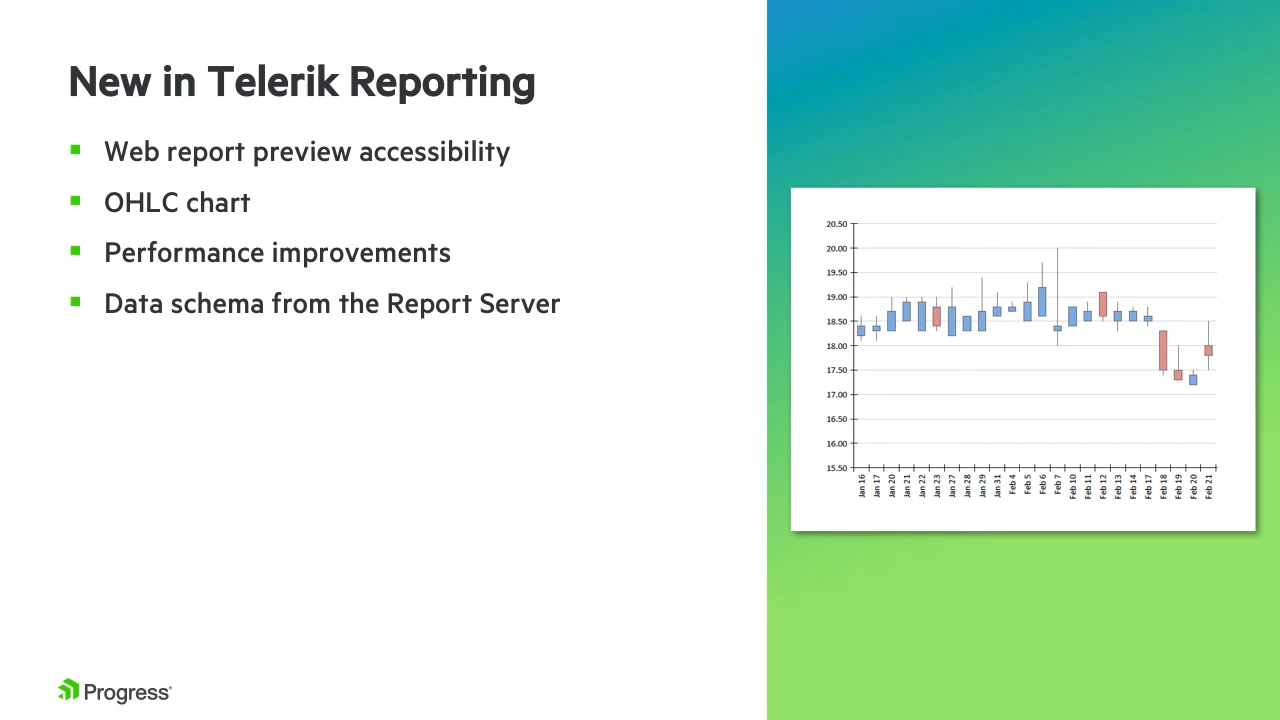 New in Telerik Reporting
Web report preview accessibility
OHLC chart
Performance improvements
Data schema from the Report Server
20.50
20.00
19.50
19.00
18.50
18.00
17.50
17.00
16.50
16.00
15.50
Jan 16
Jan 17
Jan 20
Jan 21
Jan 22
Jan 23
Jan 27
Jan 28
Jan 29
Jan 31
Feb 4
Feb 5
Feb 6
Feb 7
Feb 10
Feb 11
Feb 12
Feb 13
Feb 14
Feb 17
Feb 18
Feb 19
Feb 20
Feb 21
Progress